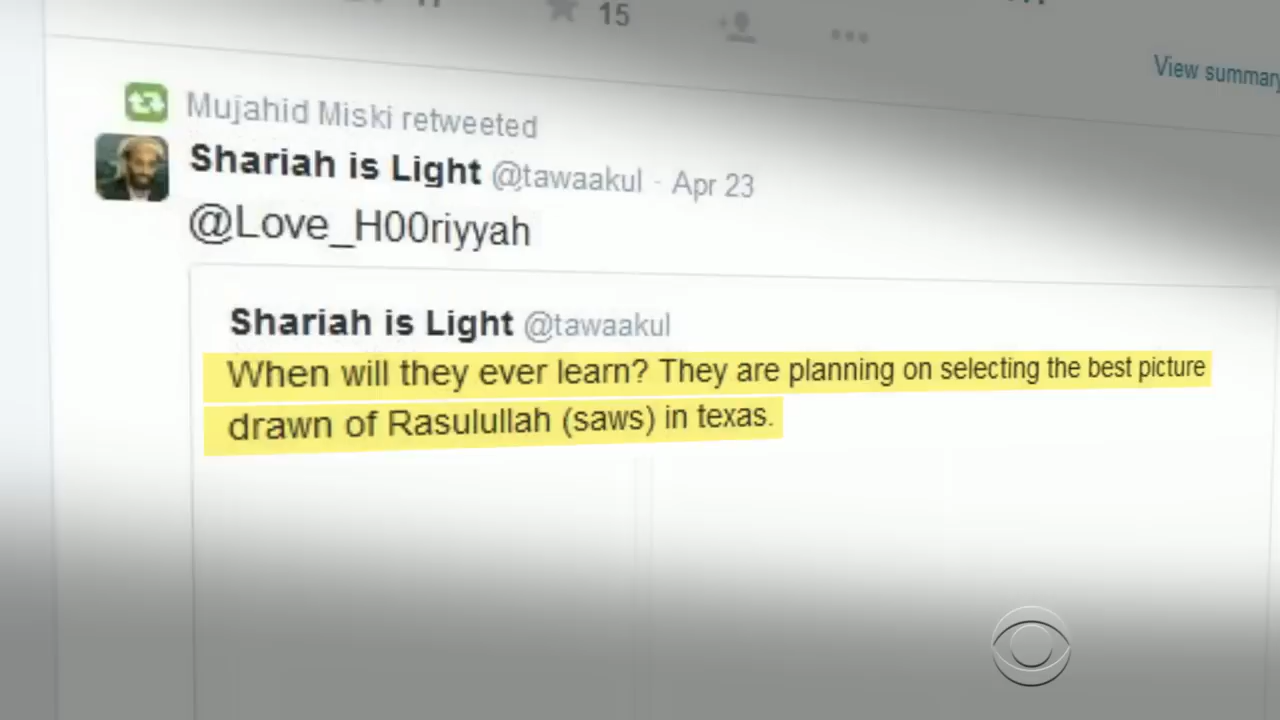 15
View summary
Mujahid Miski retweeted
Shariah is Light @tawaakul · Apr 23
@Love_H00riyyah
Shariah is Light @tawaakul
When will they ever learn? They are planning on selecting the best picture
drawn of Rasulullah (saws) in texas.